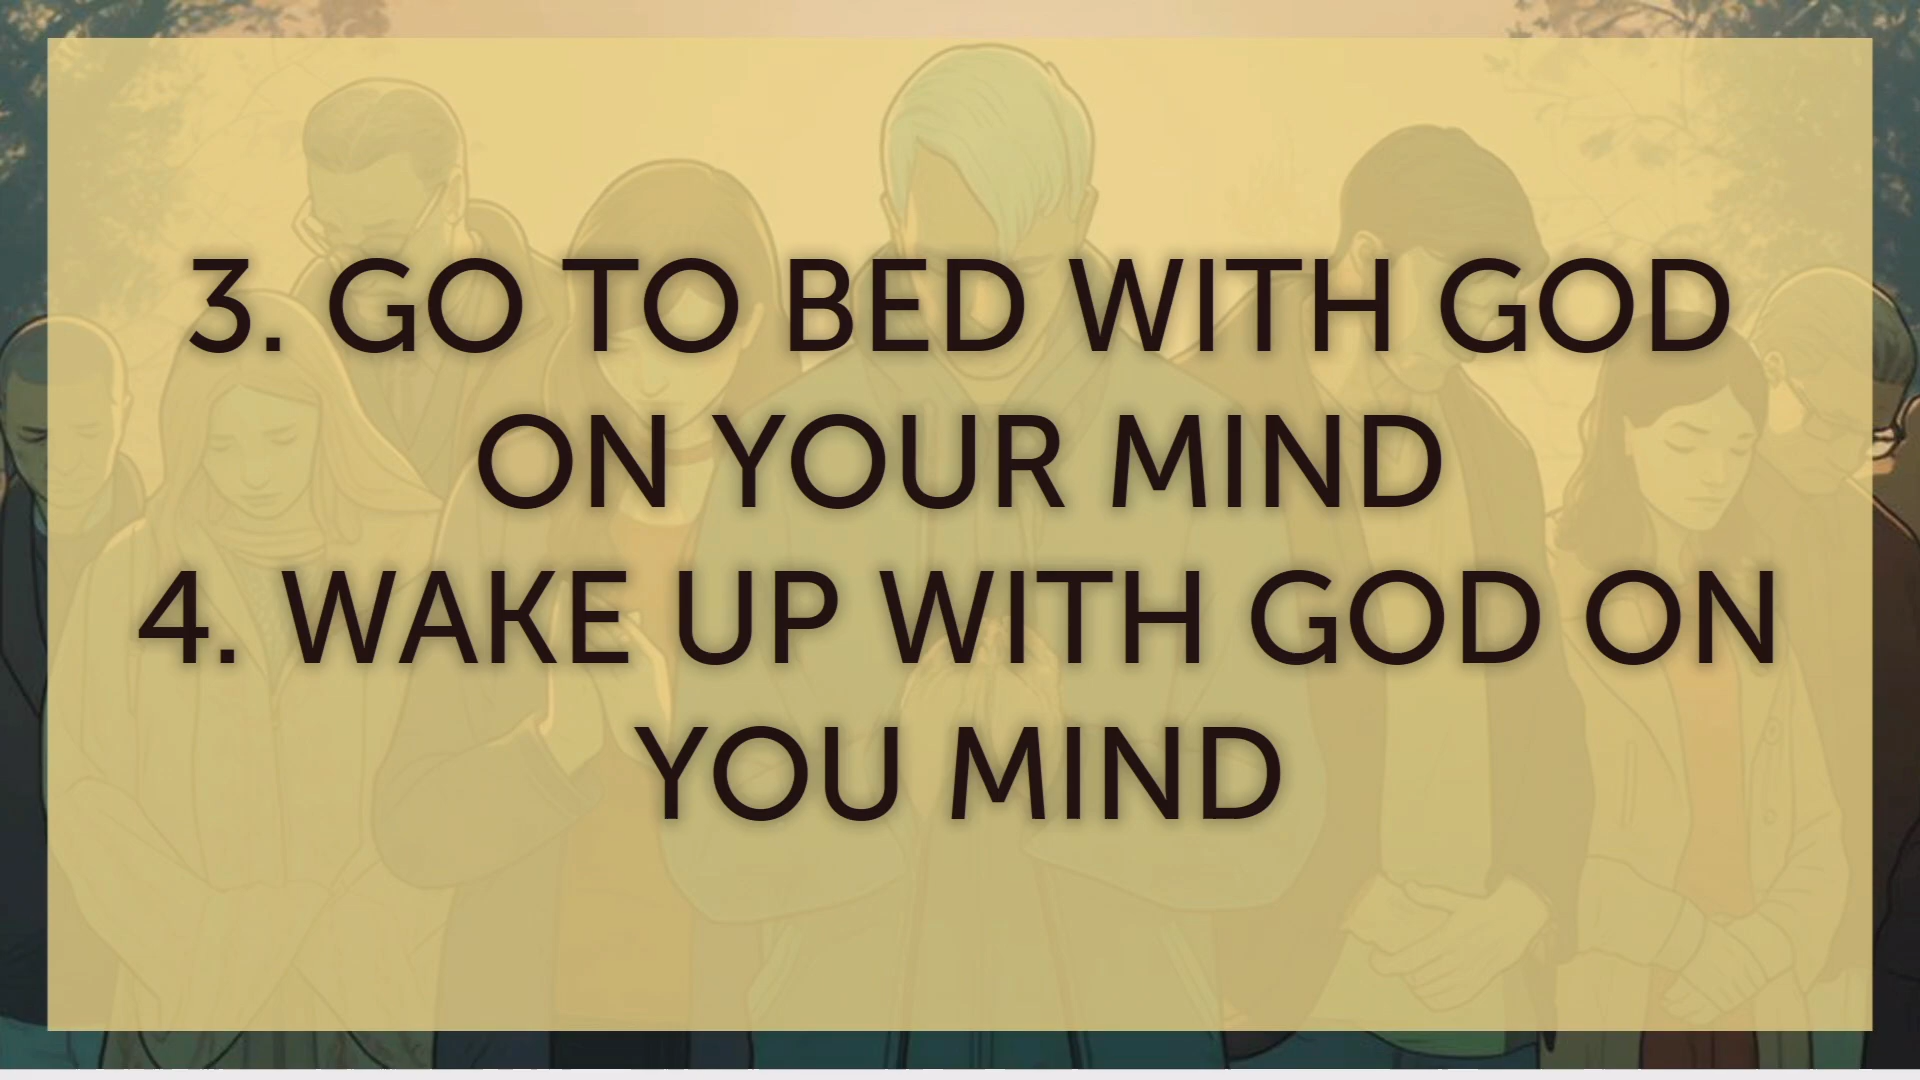 3. GO TO BED WITH GOD
ON YOUR MIND
4. WAKE UP WITH GOD ON
YOU MIND